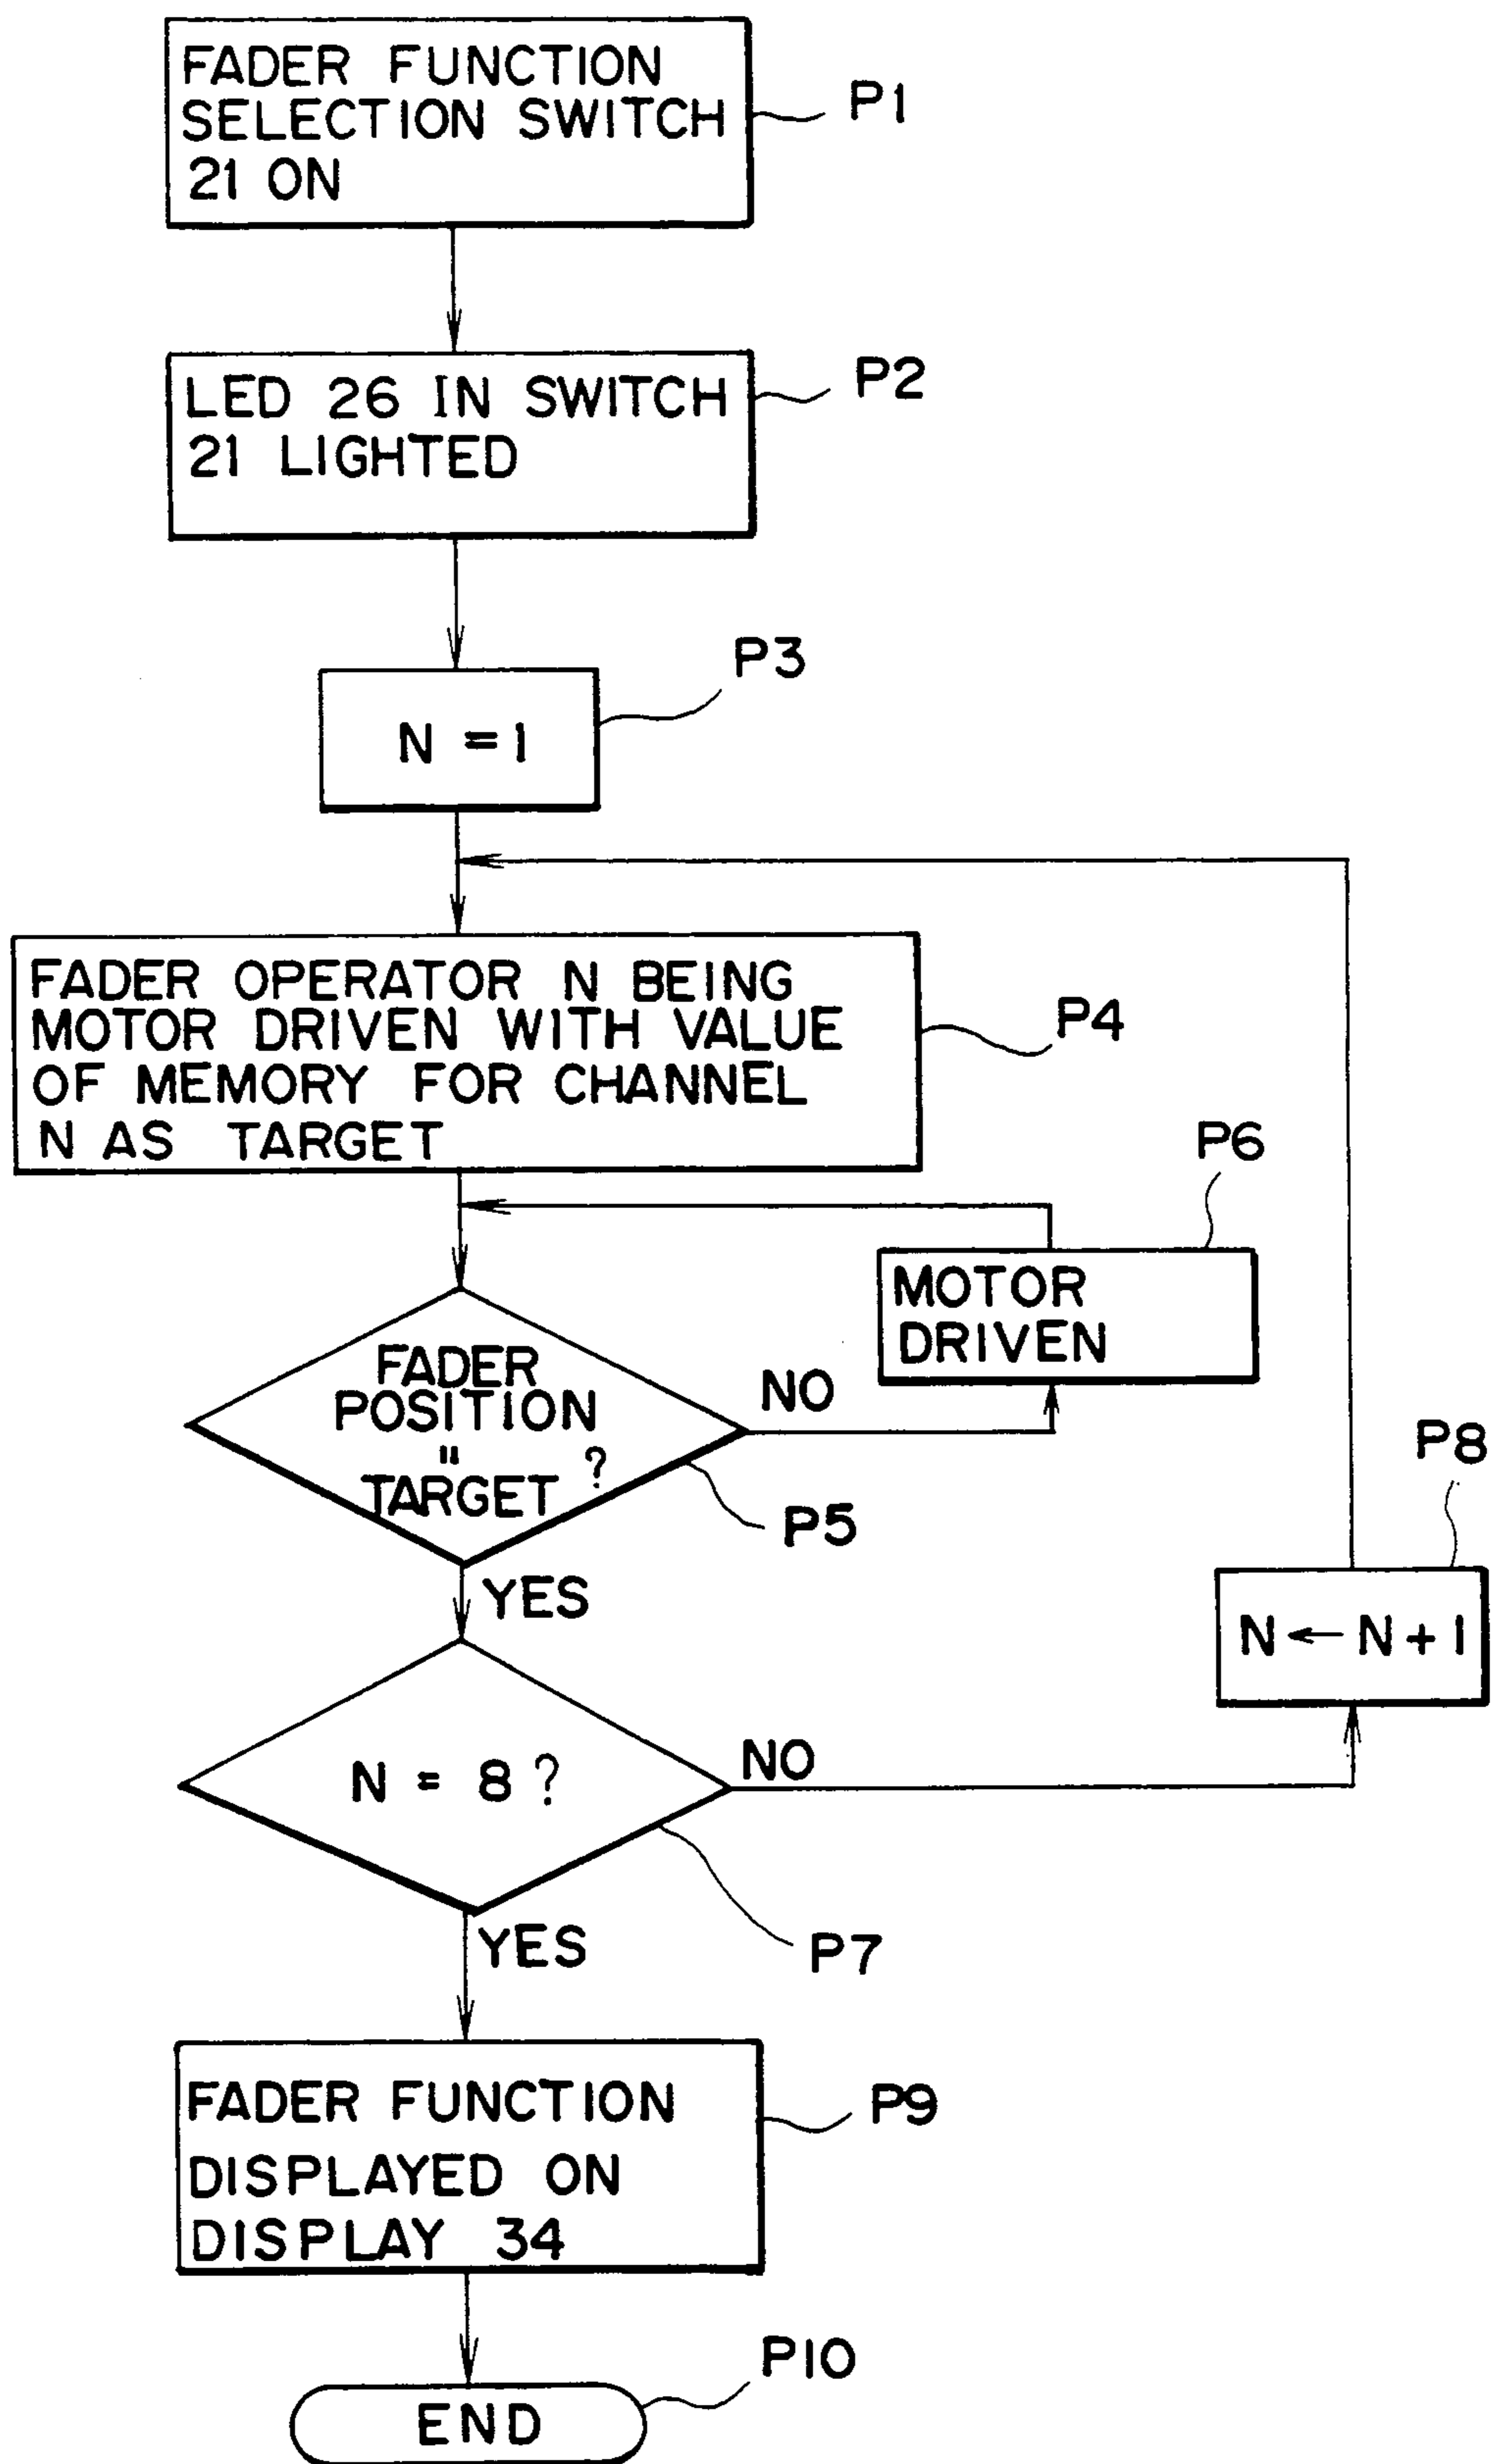 FADER FUNCTION
SELECTION SWITCH
21 ON
P1
LED 26 IN SWITCH
21 LIGHTED
P2
P3
N = 1
FADER OPERATOR N BEING
MOTOR DRIVEN WITH VALUE
OF MEMORY FOR CHANNEL
N AS TARGET
P4
P6
MOTOR
DRIVEN
FADER
POSITION
=
TARGET ?
NO
P5
YES
P8
N ← N + 1
N = 8 ?
NO
P7
YES
FADER FUNCTION
DISPLAYED ON
DISPLAY 34
P9
P10
END